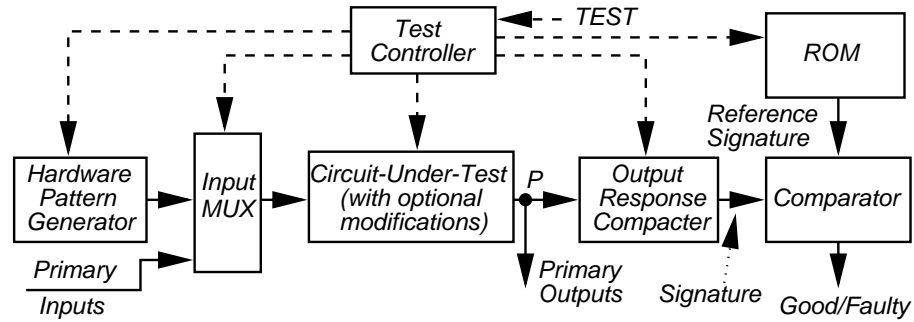 TEST
Test
Controller
ROM
Reference
Signature
Hardware
Pattern
Generator
Input
MUX
Circuit-Under-Test
(with optional
modifications)
P
Output
Response
Compacter
Comparator
Primary
Inputs
Primary
Outputs
Signature
Good/Faulty